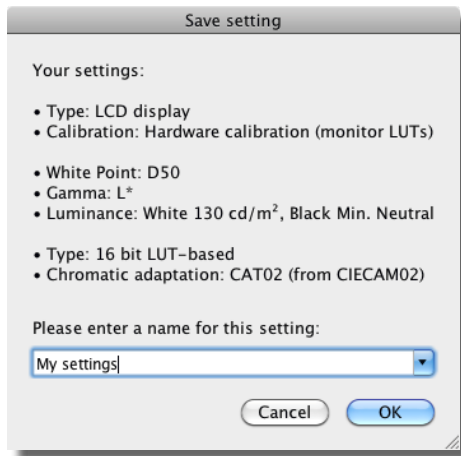 Save setting
Your settings:
• Type: LCD display
• Calibration: Hardware calibration (monitor LUTs)
• White Point: D50
• Gamma: L*
• Luminance: White 130 cd/m², Black Min. Neutral
• Type: 16 bit LUT-based
• Chromatic adaptation: CAT02 (from CIECAM02)
Please enter a name for this setting:
My settings
Cancel OK